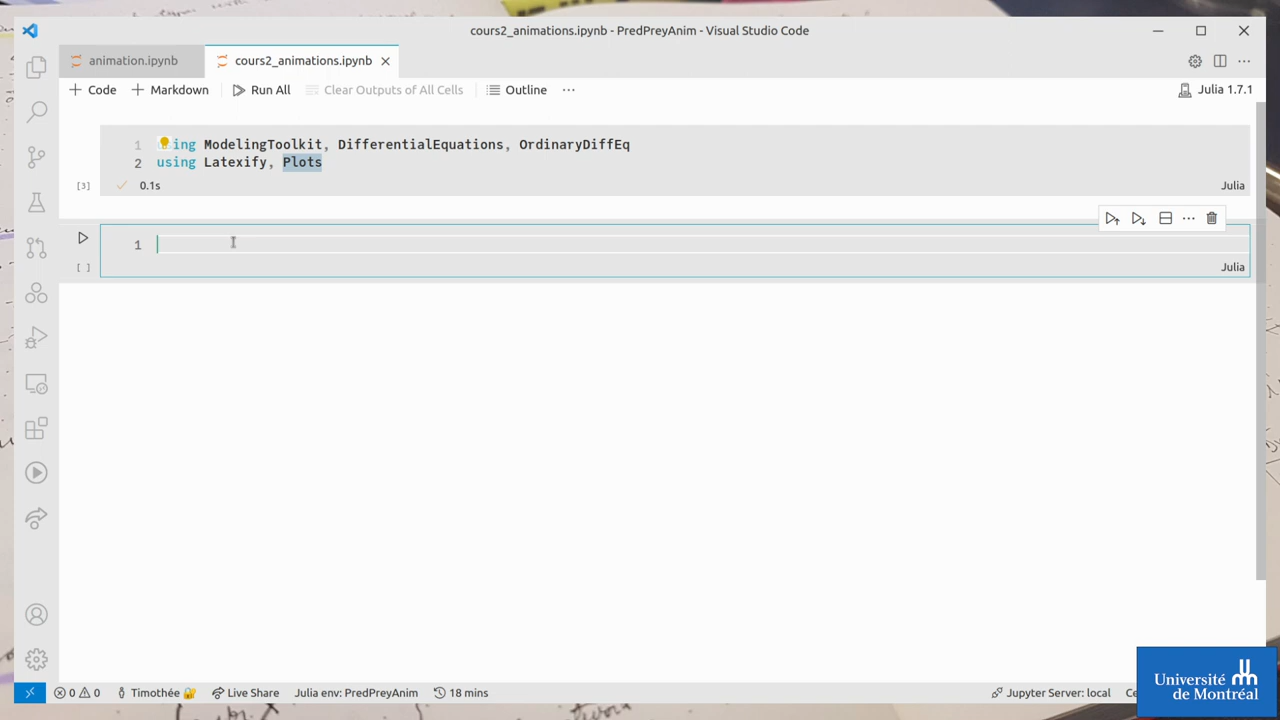 cours2_animations.ipynb - PredPreyAnim - Visual Studio Code
animation.ipynb
cours2_animations.ipynb
Code
Markdown
Run All
Clear Outputs of All Cells
Outline
Julia 1.7.1
1 ing ModelingToolkit, DifferentialEquations, OrdinaryDiffEq
2 using Latexify, Plots
[3]
0.1s
Julia
1
[ ]
Julia
0 0
Timothée
Live Share
Julia env: PredPreyAnim
18 mins
Jupyter Server: local
Ce
Université
de Montréal